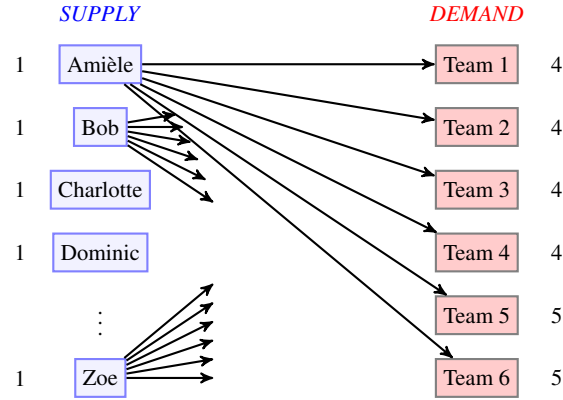 SUPPLY DEMAND
1 Amièle Team 1 4
1 Bob Team 2 4
1 Charlotte Team 3 4
1 Dominic Team 4 4
⋮ Team 5 5
1 Zoe Team 6 5